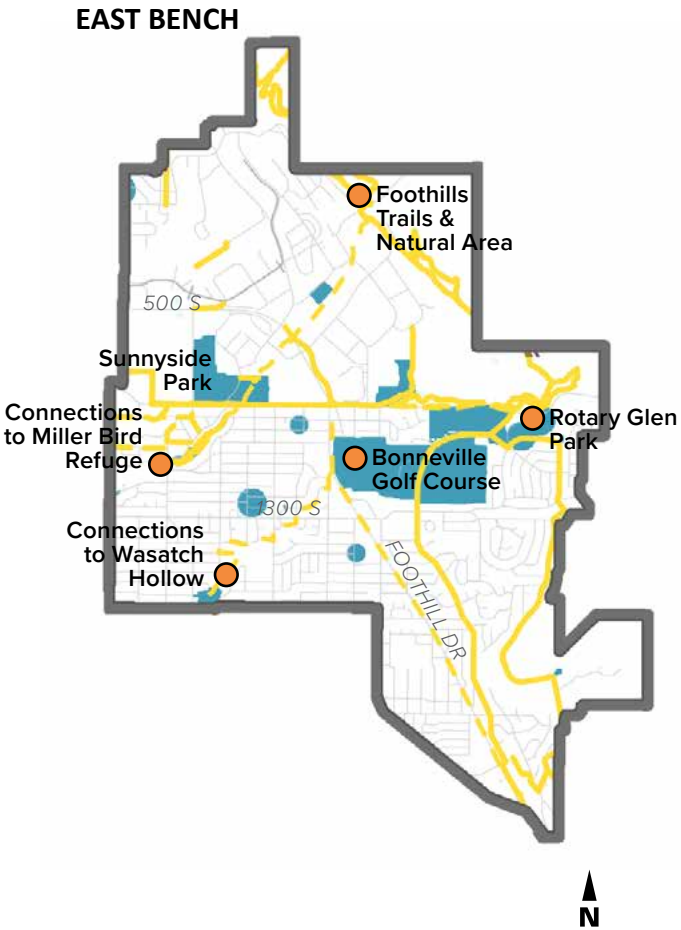 EAST BENCH
Foothills
Trails &
Natural Area
500 S
Sunnyside
Park
Connections
to Miller Bird
Refuge
Rotary Glen
Park
Bonneville
Golf Course
1300 S
Connections
to Wasatch
Hollow
FOOTHILL DR
N